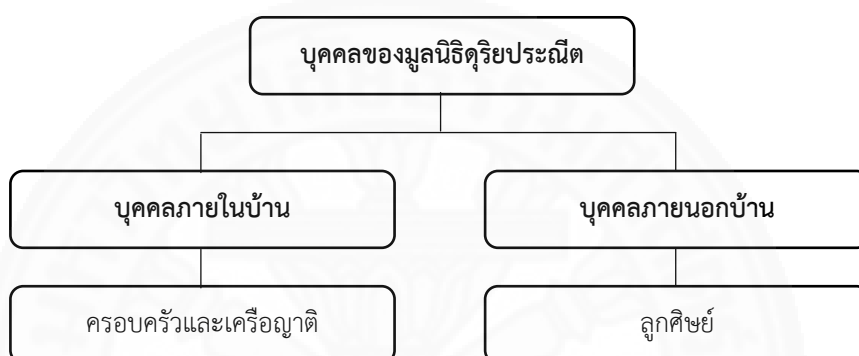 บุคคลของมูลนิธิดุริยประณีต
บุคคลภายในบ้าน
บุคคลภายนอกบ้าน
ครอบครัวและเครือญาติ
ลูกศิษย์